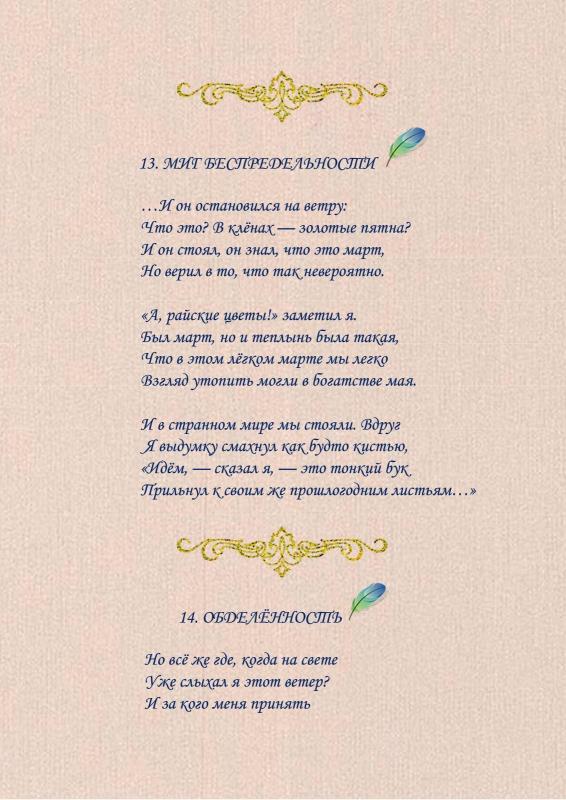 13. МИГ БЕСПРЕДЕЛЬНОСТИ
…И он остановился на ветру:
Что это? В клёнах — золотые пятна?
И он стоял, он знал, что это март,
Но верил в то, что так невероятно.
«А, райские цветы!» заметил я.
Был март, но и теплынь была такая,
Что в этом лёгком марте мы легко
Взгляд утопить могли в богатстве мая.
И в странном мире мы стояли. Вдруг
Я выдумку смахнул как будто кистью,
«Идём, — сказал я, — это тонкий бук
Прильнул к своим же прошлогодним листьям…»
14. ОБДЕЛЁННОСТЬ
Но всё же где, когда на свете
Уже слыхал я этот ветер?
И за кого меня принять